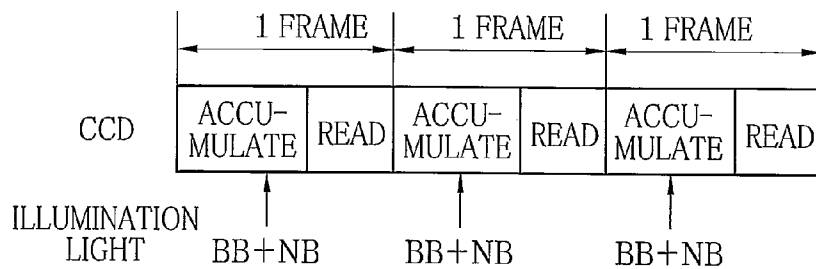 1 FRAME 1 FRAME 1 FRAME
CCD ACCU-
MULATE READ ACCU-
MULATE READ ACCU-
MULATE READ
ILLUMINATION
LIGHT BB+NB BB+NB BB+NB